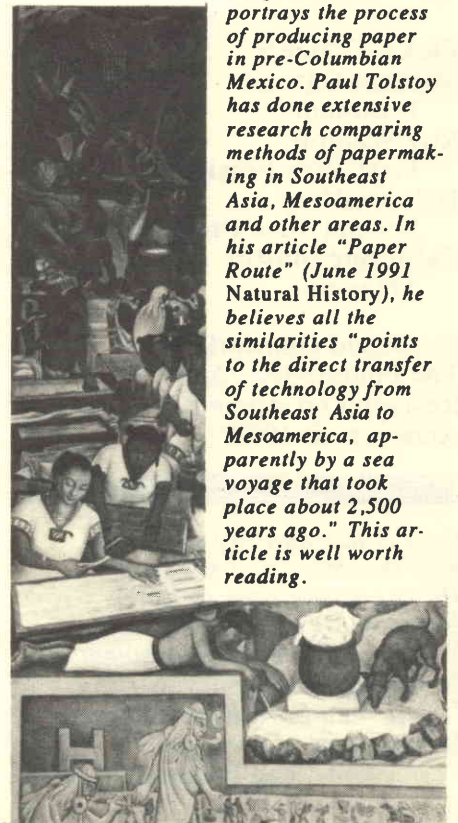 portrays the process
of producing paper
in pre-Columbian
Mexico. Paul Tolstoy
has done extensive
research comparing
methods of papermak-
ing in Southeast
Asia, Mesoamerica
and other areas. In
his article "Paper
Route" (June 1991
Natural History), he
believes all the
similarities "points
to the direct transfer
of technology from
Southeast Asia to
Mesoamerica, ap-
parently by a sea
voyage that took
place about 2,500
years ago." This ar-
ticle is well worth
reading.